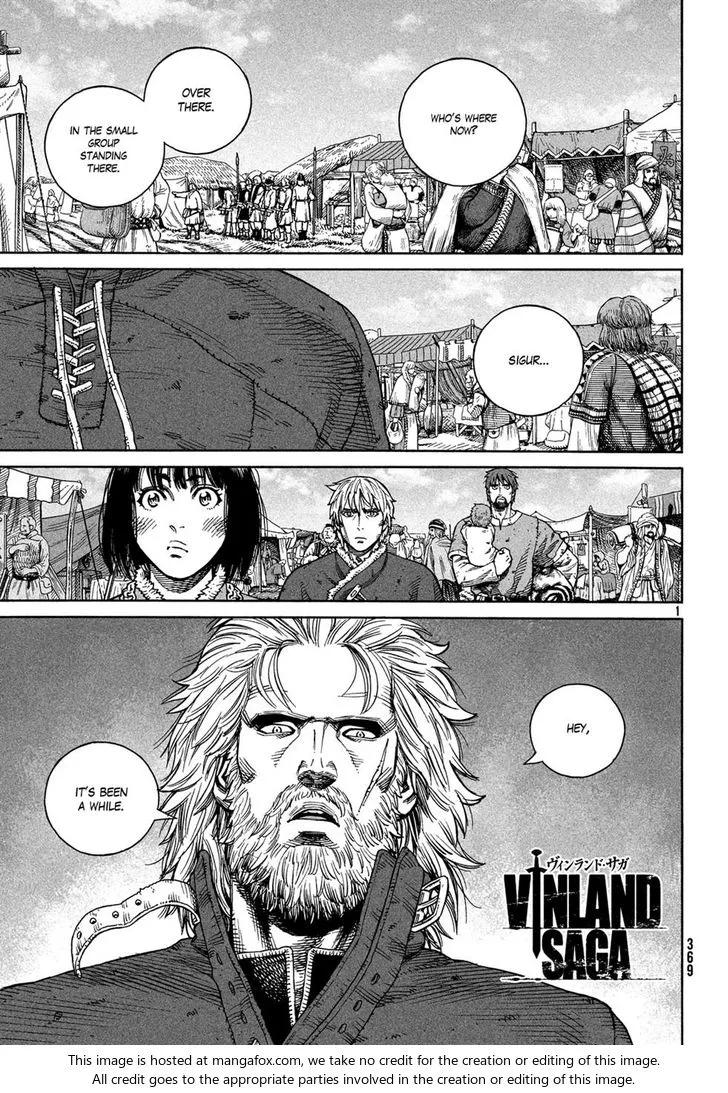 WHO'S WHERE
NOW?
OVER
THERE.
IN THE SMALL
GROUP
STANDING
THERE.
SIGUR...
1
HEY,
IT'S BEEN
A WHILE.
ヴィンランド・サガ
VINLAND
SAGA
369
This image is hosted at mangafox.com, we take no credit for the creation or editing of this image.
All credit goes to the appropriate parties involved in the creation or editing of this image.